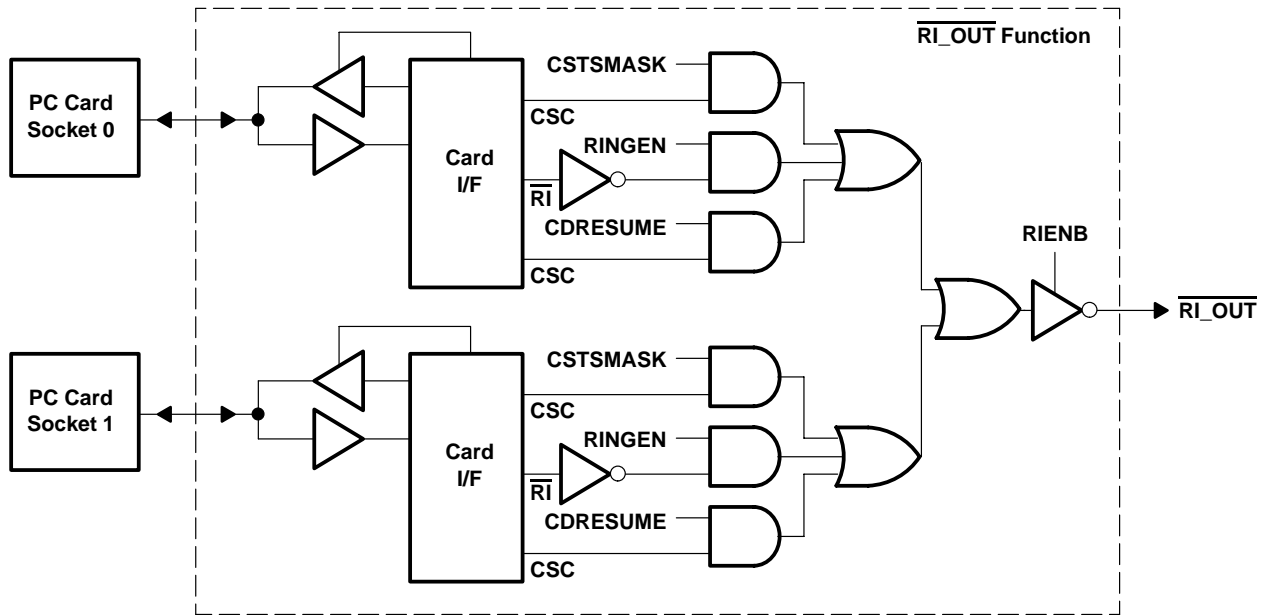 RI_OUT Function
PC Card
Socket 0
Card
I/F
CSTSMASK
CSC
RINGEN
RI
CDRESUME
CSC
RIENB
RI_OUT
PC Card
Socket 1
Card
I/F
CSTSMASK
CSC
RINGEN
RI
CDRESUME
CSC